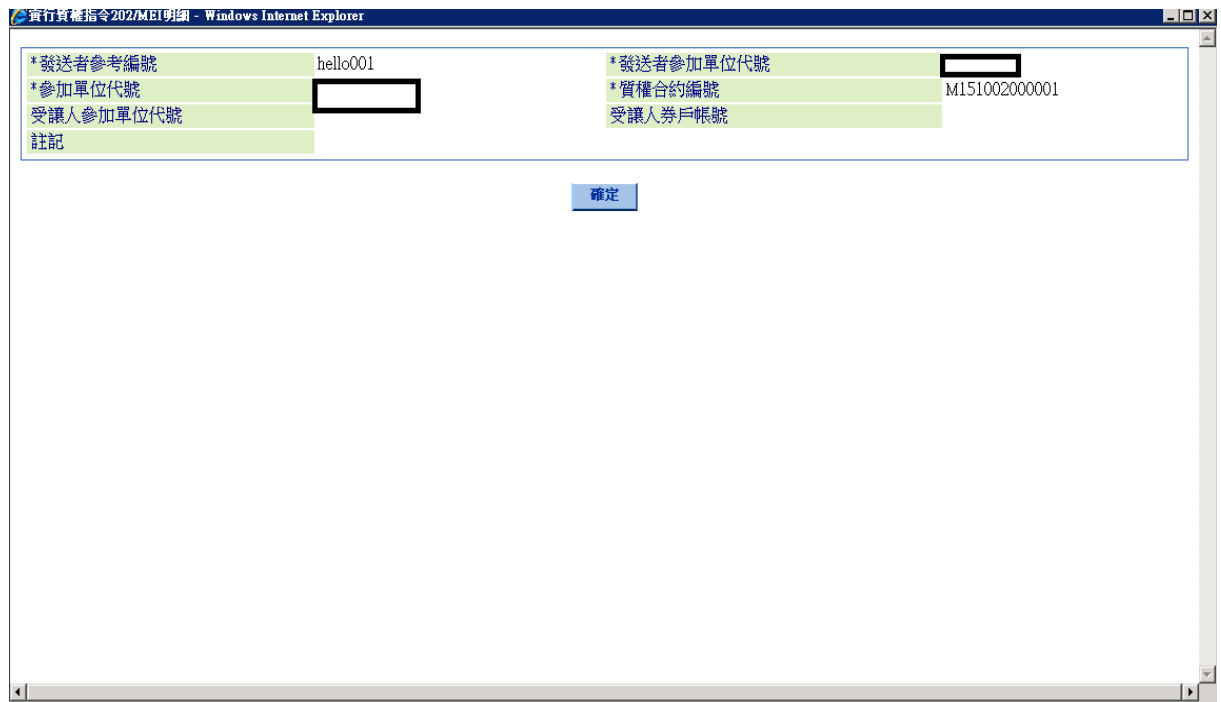 實行質權指令202/MEI明細 - Windows Internet Explorer
*發送者參考編號 hello001 *發送者參加單位代號
*參加單位代號 *質權合約編號 M151002000001
受讓人參加單位代號 受讓人券戶帳號
註記
確定